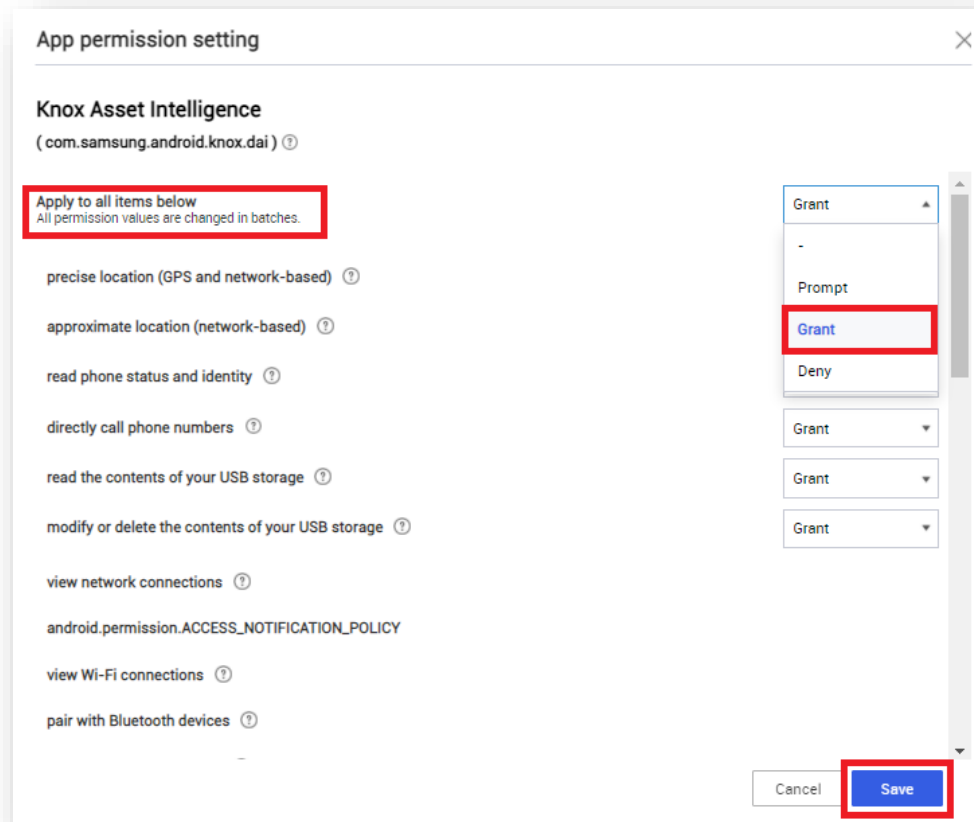 App permission setting
Knox Asset Intelligence
( com.samsung.android.knox.dai ) ?
Apply to all items below
All permission values are changed in batches.
Grant
-
Prompt
Grant
Deny
precise location (GPS and network-based) ?
approximate location (network-based) ?
read phone status and identity ?
directly call phone numbers ? Grant
read the contents of your USB storage ? Grant
modify or delete the contents of your USB storage ? Grant
view network connections ?
android.permission.ACCESS_NOTIFICATION_POLICY
view Wi-Fi connections ?
pair with Bluetooth devices ?
Cancel Save